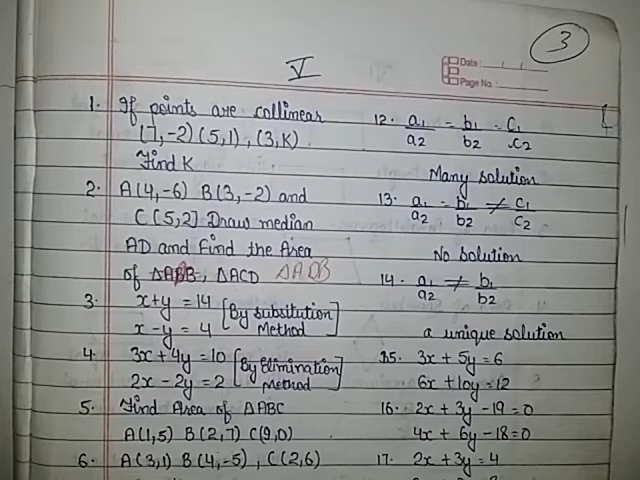 3
V
Date :
Page No. :
1. If points are collinear
(7,-2) (5,1), (3,K).
Find K
2. A(4,-6) B(3,-2) and
C(5,2) Draw median
AD and Find the Area
of ΔADB, ΔACD ΔADB
3. x+y = 14 [By substitution
x-y = 4 Method]
4. 3x+4y=10 [By Elimination
2x-2y=2 Method]
5. Find Area of ΔABC
A(1,5) B(2,7) C(9,0)
6. A(3,1) B(4,-5), C(2,6)
12. a1/a2 = b1/b2 = c1/c2
Many solution
13. a1/a2 = b1/b2 ≠ c1/c2
No solution
14. a1/a2 ≠ b1/b2
a unique solution
15. 3x+5y=6
6x+10y=12
16. 2x+3y-19=0
4x+6y-18=0
17. 2x+3y=4